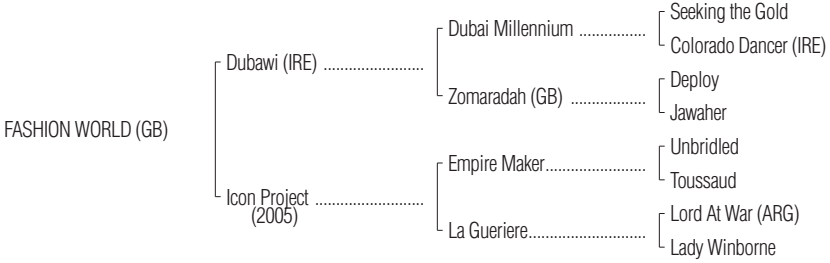 Seeking the Gold
Dubai Millennium ................
Colorado Dancer (IRE)
Dubawi (IRE) ........................
Deploy
Zomaradah (GB) ..................
Jawaher
FASHION WORLD (GB)
Unbridled
Empire Maker........................
Toussaud
Icon Project ..........................
(2005)
Lord At War (ARG)
La Gueriere............................
Lady Winborne